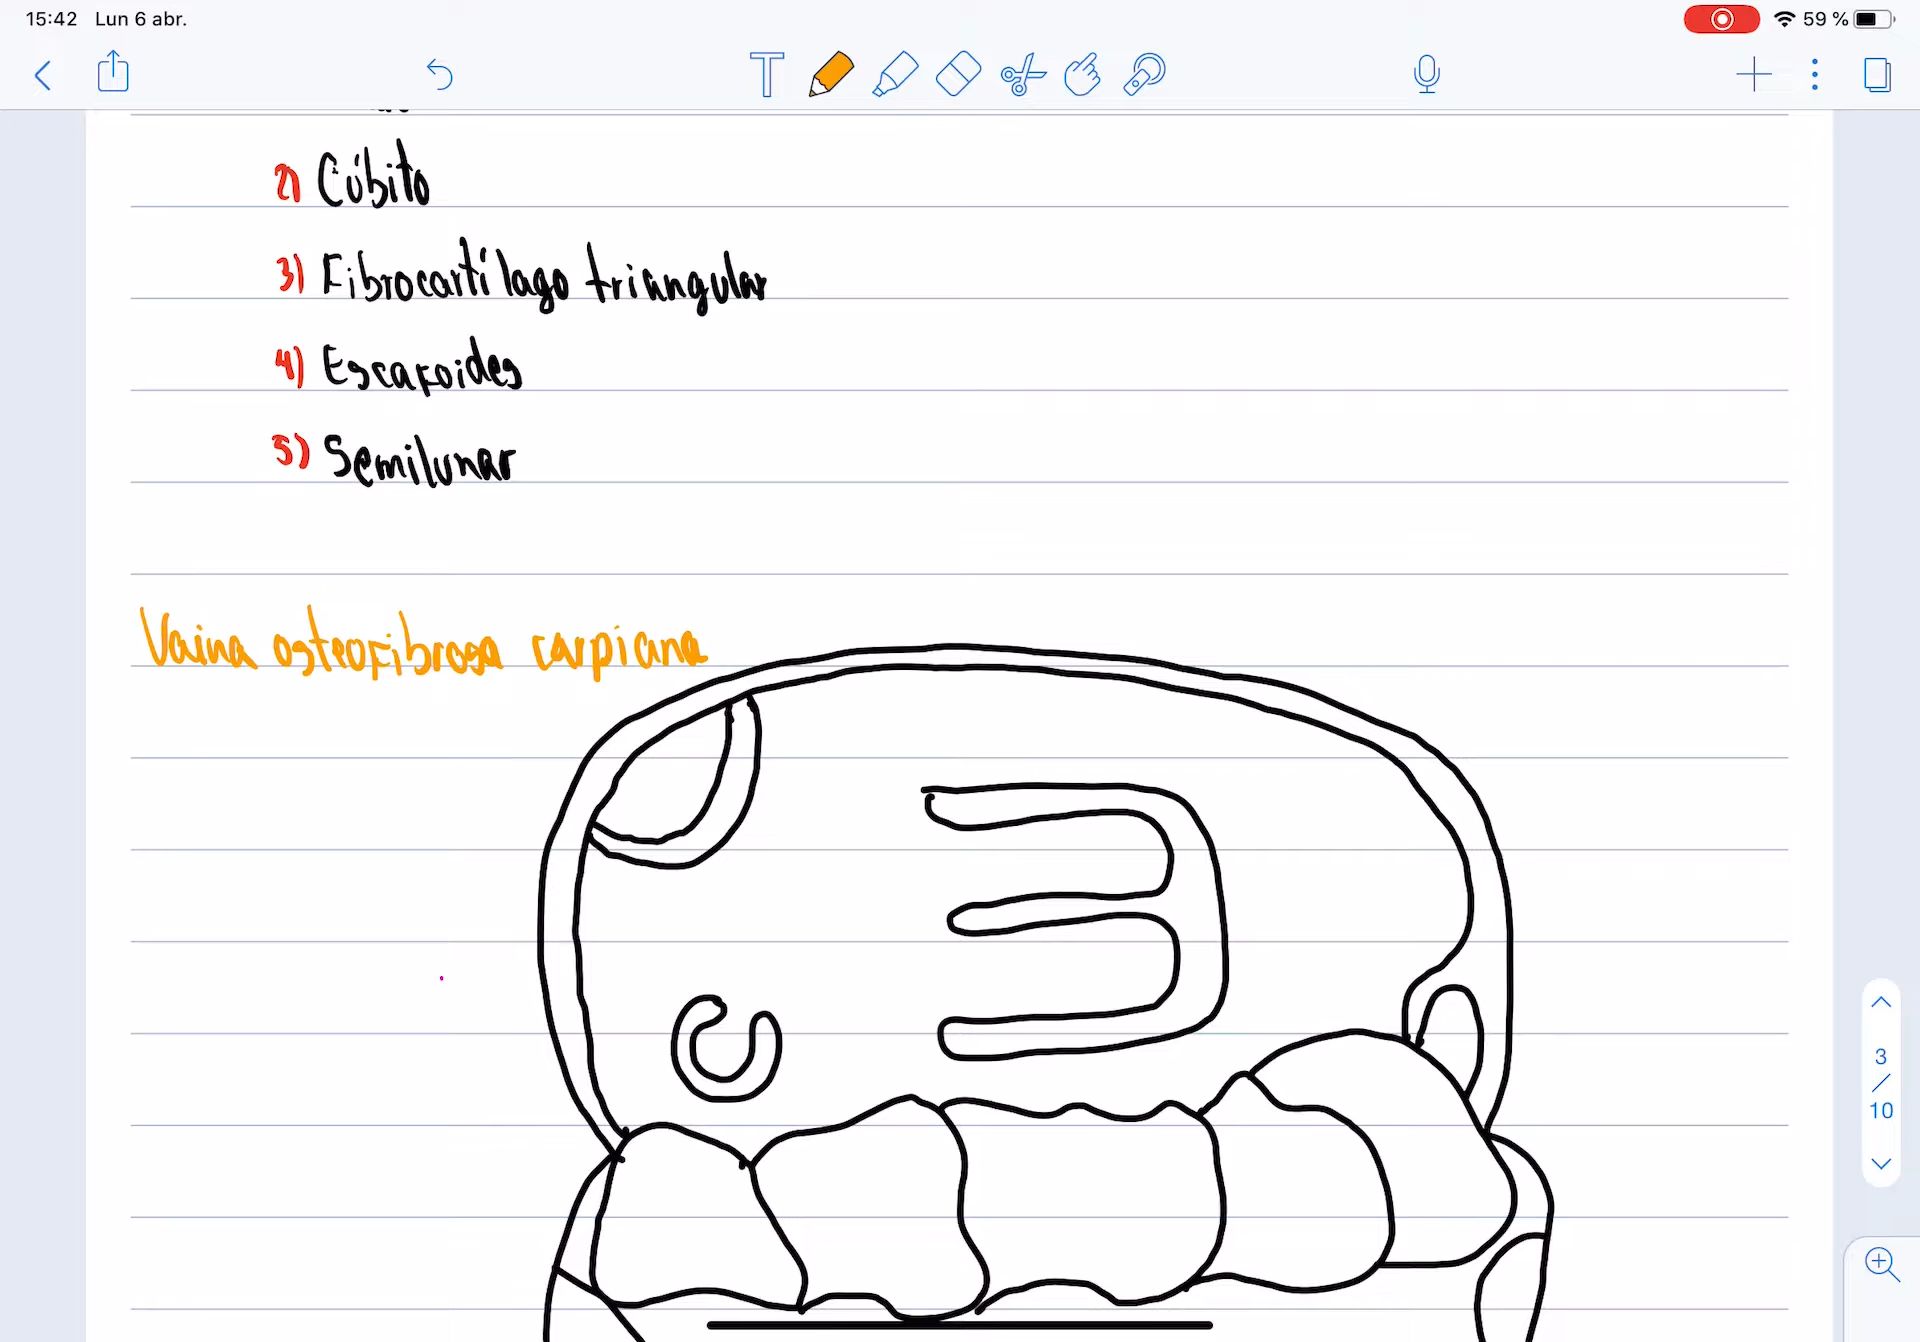 15:42 Lun 6 abr.
59 %
2) Cúbito
3) Fibrocartílago triangular
4) Escafoides
5) Semilunar
Vaina osteofibrosa carpiana
3
/
10